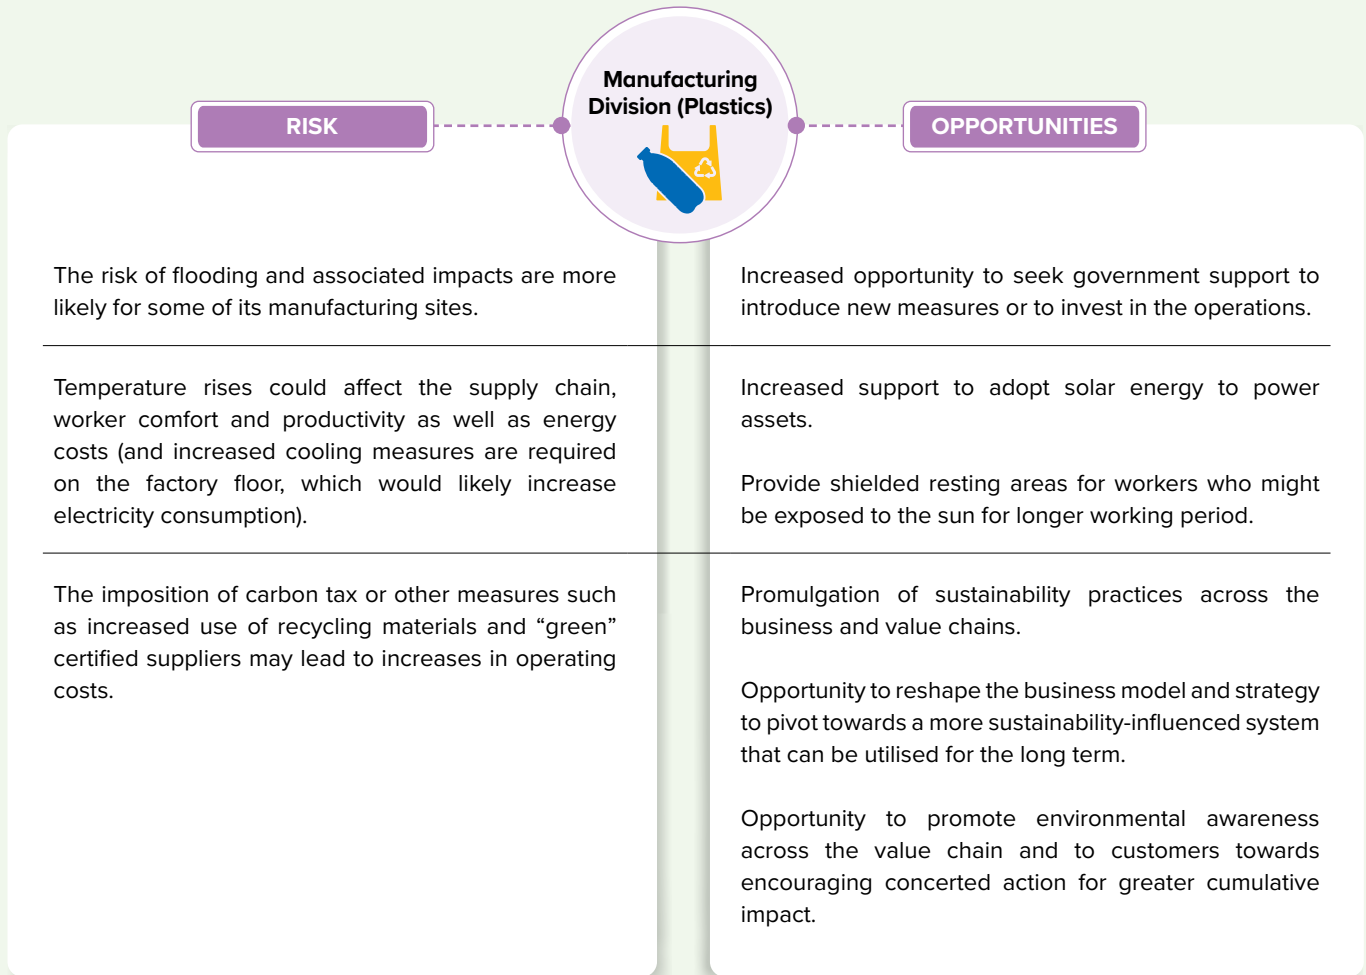 Manufacturing
Division (Plastics)
RISK
OPPORTUNITIES
The risk of flooding and associated impacts are more
likely for some of its manufacturing sites.
Increased opportunity to seek government support to
introduce new measures or to invest in the operations.
Temperature rises could affect the supply chain,
worker comfort and productivity as well as energy
costs (and increased cooling measures are required
on the factory floor, which would likely increase
electricity consumption).
Increased support to adopt solar energy to power
assets.
Provide shielded resting areas for workers who might
be exposed to the sun for longer working period.
The imposition of carbon tax or other measures such
as increased use of recycling materials and “green”
certified suppliers may lead to increases in operating
costs.
Promulgation of sustainability practices across the
business and value chains.
Opportunity to reshape the business model and strategy
to pivot towards a more sustainability-influenced system
that can be utilised for the long term.
Opportunity to promote environmental awareness
across the value chain and to customers towards
encouraging concerted action for greater cumulative
impact.